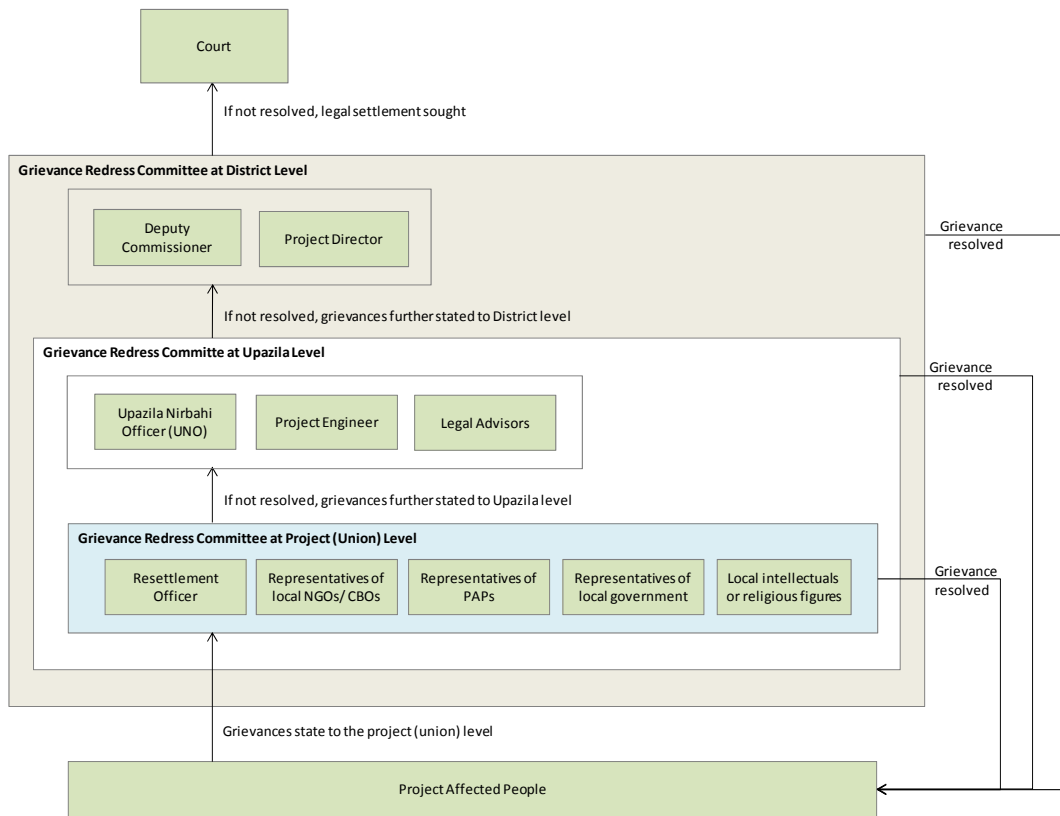 Court
If not resolved, legal settlement sought
Grievance Redress Committee at District Level
Deputy
Commissioner
Project Director
Grievance
resolved
If not resolved, grievances further stated to District level
Grievance Redress Committe at Upazila Level
Grievance
resolved
Upazila Nirbahi
Officer (UNO)
Project Engineer
Legal Advisors
If not resolved, grievances further stated to Upazila level
Grievance Redress Committee at Project (Union) Level
Resettlement
Officer
Representatives of
local NGOs/ CBOs
Representatives of
PAPs
Representatives of
local government
Local intellectuals
or religious figures
Grievance
resolved
Grievances state to the project (union) level
Project Affected People